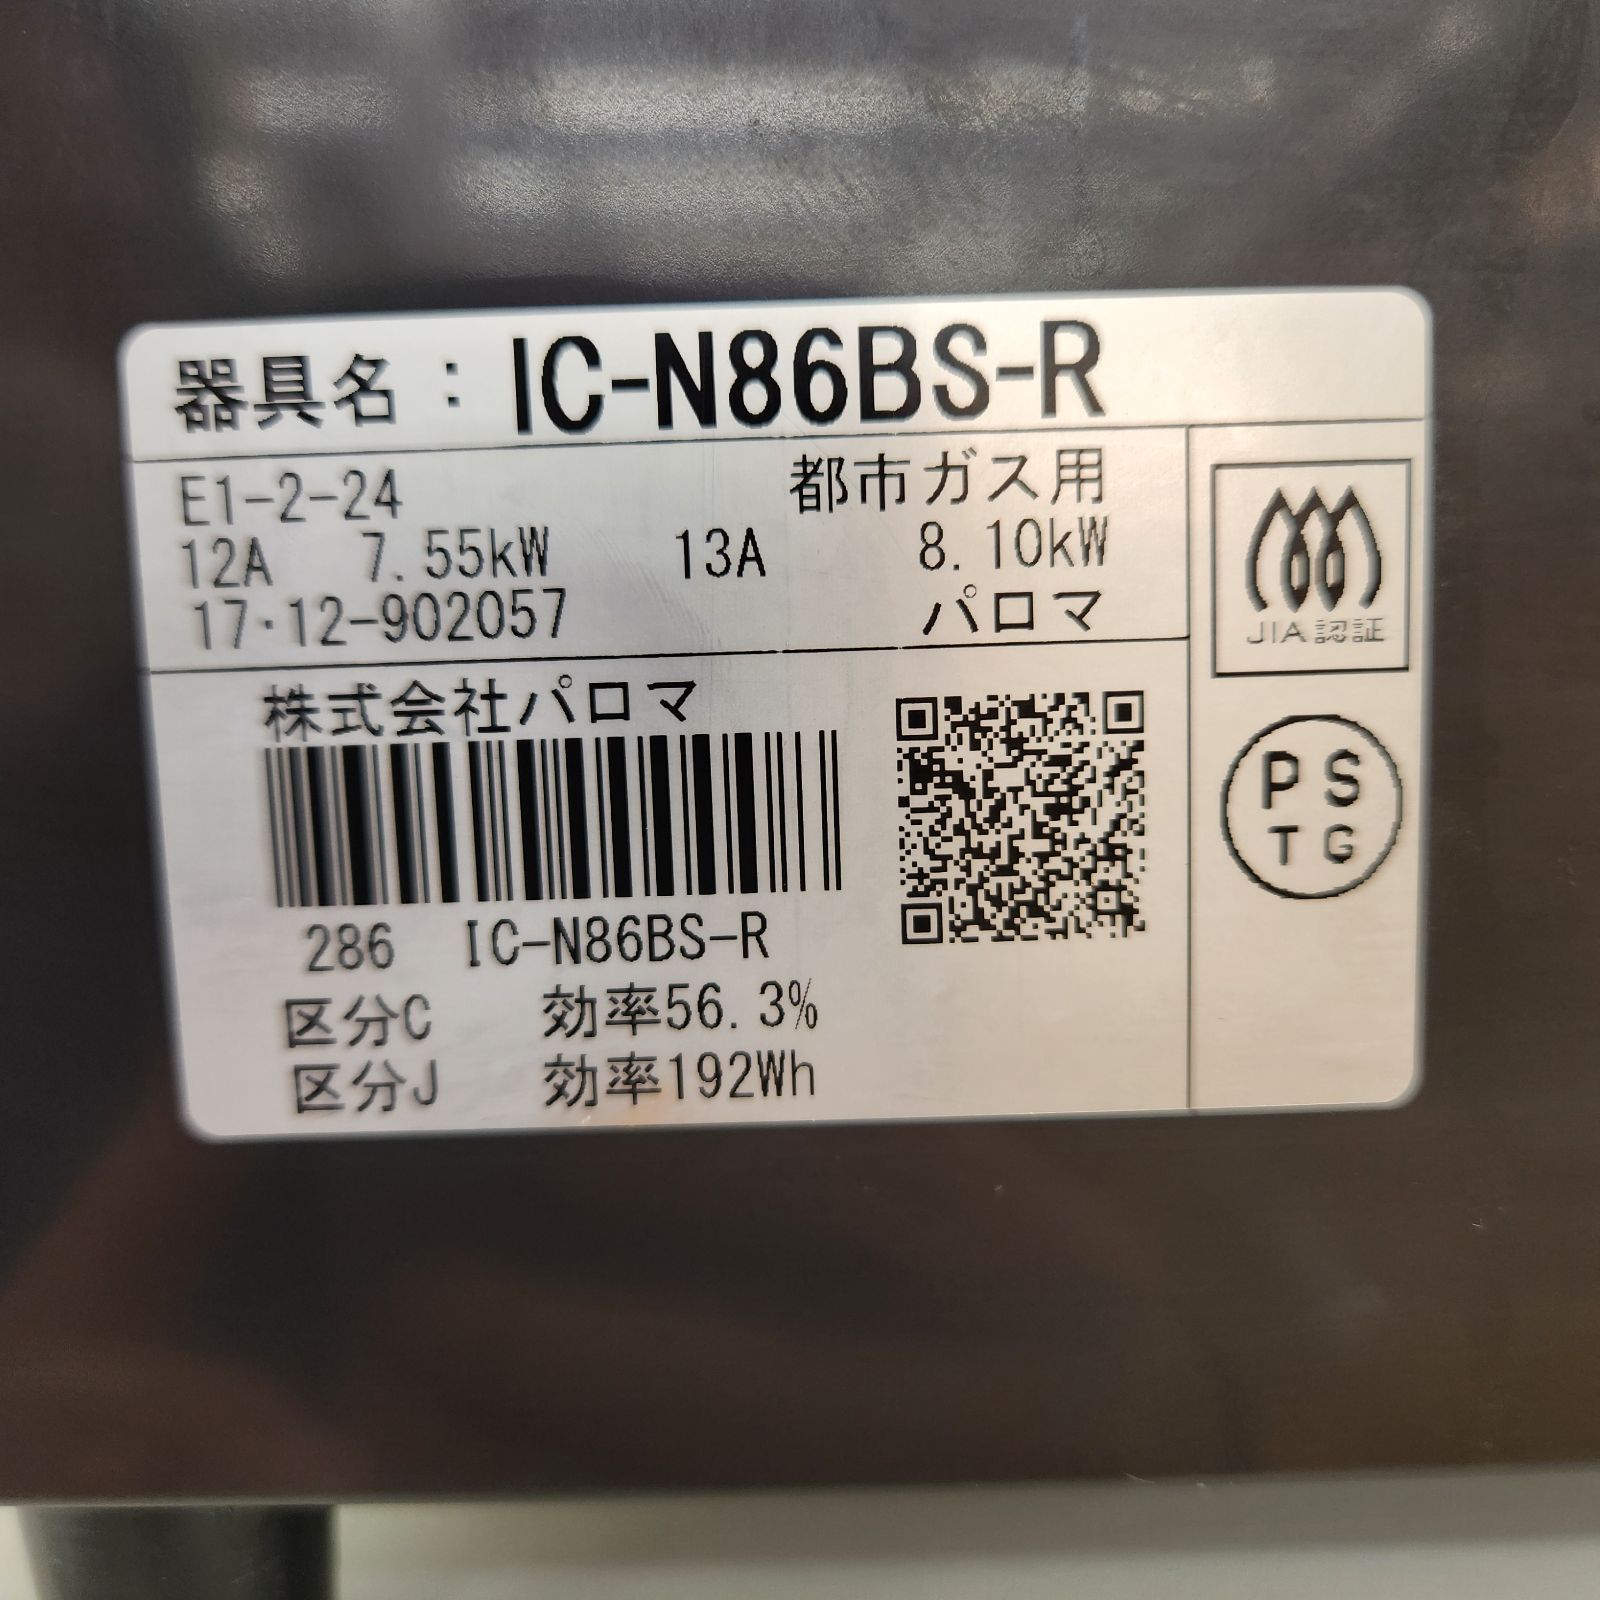 器具名：IC-N86BS-R
E1-2-24 都市ガス用
12A 7.55kW 13A 8.10kW
17・12-902057 パロマ
JIA認証
株式会社パロマ
PS
TG
286 IC-N86BS-R
区分C 効率56.3%
区分J 効率192Wh